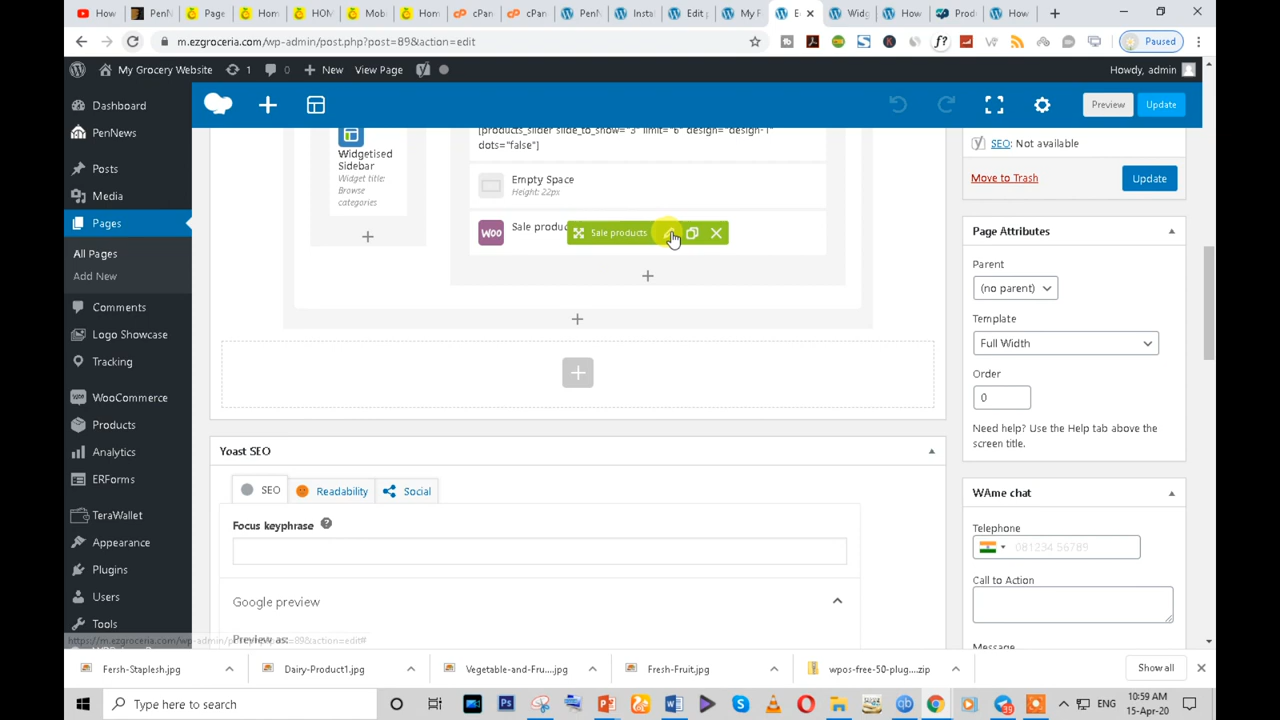 How
PenN
Page
Hom
HOM
Mob
Hom
cPan
cPan
PenN
Insta
Edit p
My P
E
Widg
How
Prod
How
m.ezgroceria.com/wp-admin/post.php?post=89&action=edit
Paused
My Grocery Website
1
0
New
View Page
Howdy, admin
Dashboard
PenNews
Posts
Media
Pages
All Pages
Add New
Comments
Logo Showcase
Tracking
WooCommerce
Products
Analytics
ERForms
TeraWallet
Appearance
Plugins
Users
Tools
Preview
Update
Widgetised
Sidebar
Widget title:
Browse
categories
[products_slider slide_to_show="3" limit="6" design="design-1"
dots="false"]
Empty Space
Height: 22px
WOO
Sale produc
Sale products
Yoast SEO
SEO
Readability
Social
Focus keyphrase
Google preview
Preview as:
SEO: Not available
Move to Trash
Update
Page Attributes
Parent
(no parent)
Template
Full Width
Order
0
Need help? Use the Help tab above the
screen title.
WAme chat
Telephone
081234 56789
Call to Action
Message
Fersh-Staplesh.jpg
Dairy-Product1.jpg
Vegetable-and-Fru....jpg
Fresh-Fruit.jpg
wpos-free-50-plug....zip
Show all
Type here to search
ENG
10:59 AM
15-Apr-20